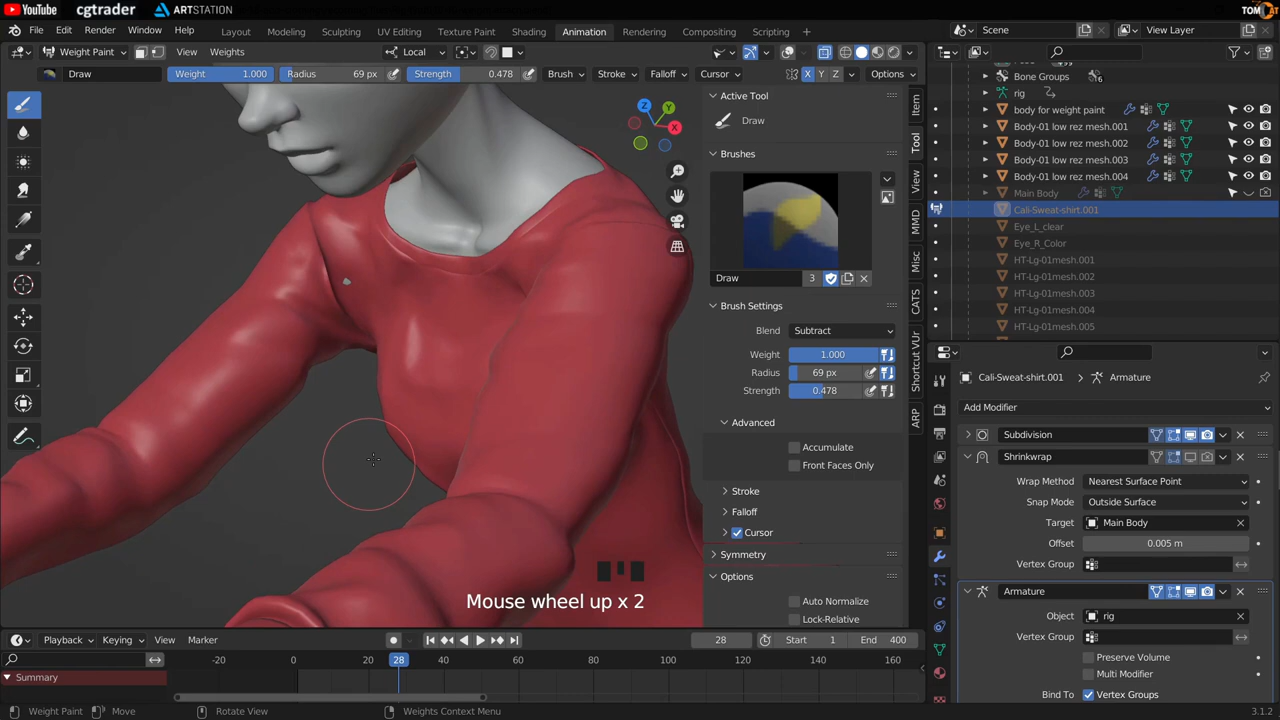 YouTube cgtrader ARTSTATION TOMCAT
File Edit Render Window Help Layout Modeling Sculpting UV Editing Texture Paint Shading Animation Rendering Compositing Scripting Scene View Layer
Weight Paint View Weights Local
Draw Weight 1.000 Radius 69 px Strength 0.478 Brush Stroke Falloff Cursor X Y Z Options
Z Y X
Active Tool
Draw
Brushes
Draw 3
Brush Settings
Blend Subtract
Weight 1.000
Radius 69 px
Strength 0.478
Advanced
Accumulate
Front Faces Only
Stroke
Falloff
Cursor
Symmetry
Options
Auto Normalize
Lock-Relative
Item
Tool
View
MMD
Misc
CATS
Shortcut VUr
ARP
Bone Groups 16
rig
body for weight paint
Body-01 low rez mesh.001
Body-01 low rez mesh.002
Body-01 low rez mesh.003
Body-01 low rez mesh.004
Main Body
Cali-Sweat-shirt.001
Eye_L_clear
Eye_R_Color
HT-Lg-01mesh.001
HT-Lg-01mesh.002
HT-Lg-01mesh.003
HT-Lg-01mesh.004
HT-Lg-01mesh.005
Cali-Sweat-shirt.001 Armature
Add Modifier
Subdivision
Shrinkwrap
Wrap Method Nearest Surface Point
Snap Mode Outside Surface
Target Main Body
Offset 0.005 m
Vertex Group
Armature
Object rig
Vertex Group
Preserve Volume
Multi Modifier
Bind To Vertex Groups
Mouse wheel up x 2
Playback Keying View Marker 28 Start 1 End 400
-20 0 20 28 40 60 80 100 120 140 160
Summary
Weight Paint Move Rotate View Weights Context Menu 3.1.2